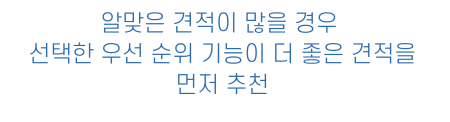 알맞은 견적이 많을 경우
선택한 우선 순위 기능이 더 좋은 견적을
먼저 추천